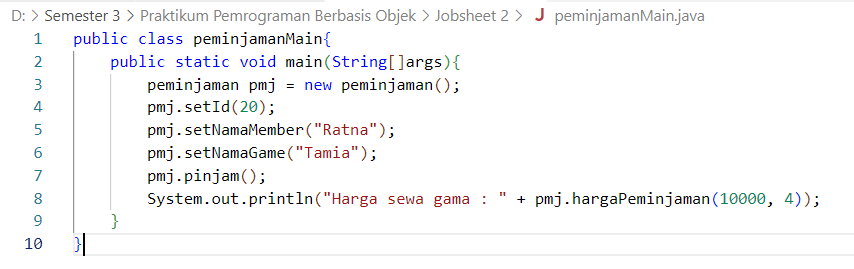 D: > Semester 3 > Praktikum Pemrograman Berbasis Objek > Jobsheet 2 > J peminjamanMain.java
1 public class peminjamanMain{
2 public static void main(String[]args){
3 peminjaman pmj = new peminjaman();
4 pmj.setId(20);
5 pmj.setNamaMember("Ratna");
6 pmj.setNamaGame("Tamia");
7 pmj.pinjam();
8 System.out.println("Harga sewa gama : " + pmj.hargaPeminjaman(10000, 4));
9 }
10 }